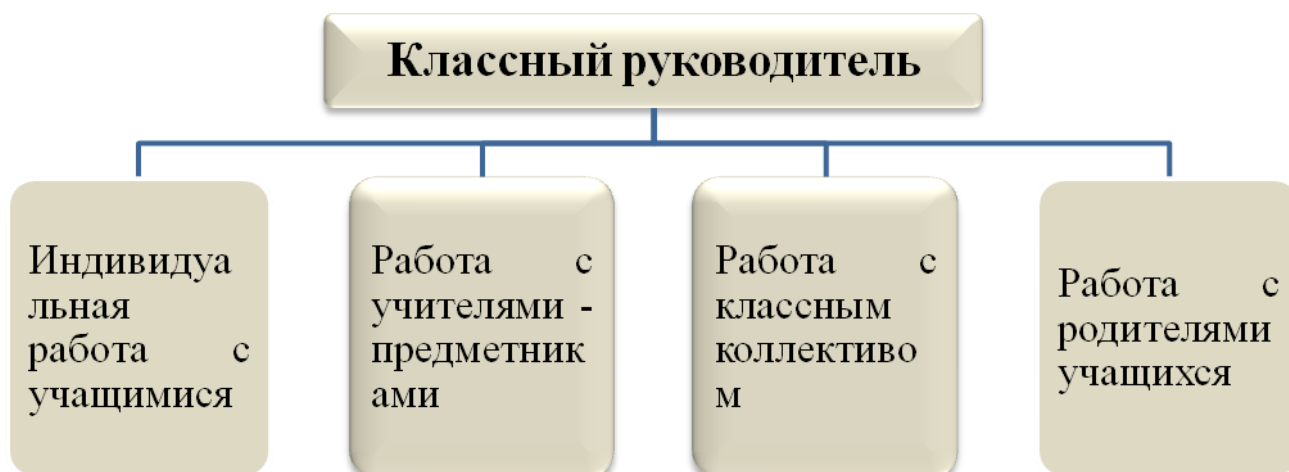 Классный руководитель
Индивидуа
льная
работа с
учащимися
Работа с
учителями -
предметник
ами
Работа с
классным
коллективо
м
Работа с
родителями
учащихся